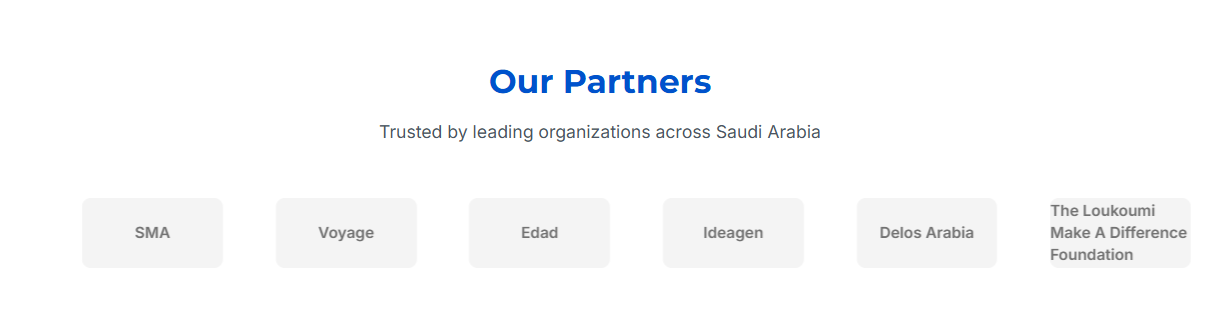 Our Partners
Trusted by leading organizations across Saudi Arabia
SMA
Voyage
Edad
Ideagen
Delos Arabia
The Loukoumi
Make A Difference
Foundation